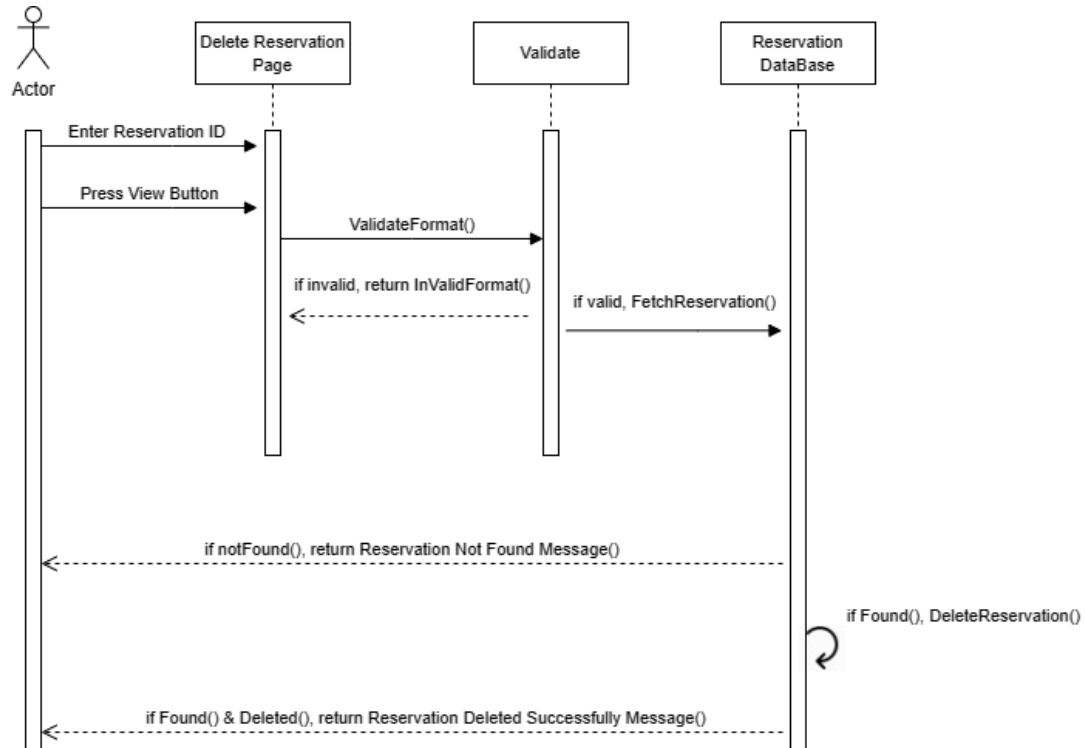 Actor
Delete Reservation
Page
Validate
Reservation
DataBase
Enter Reservation ID
Press View Button
ValidateFormat()
if invalid, return InValidFormat()
if valid, FetchReservation()
if notFound(), return Reservation Not Found Message()
if Found(), DeleteReservation()
if Found() & Deleted(), return Reservation Deleted Successfully Message()